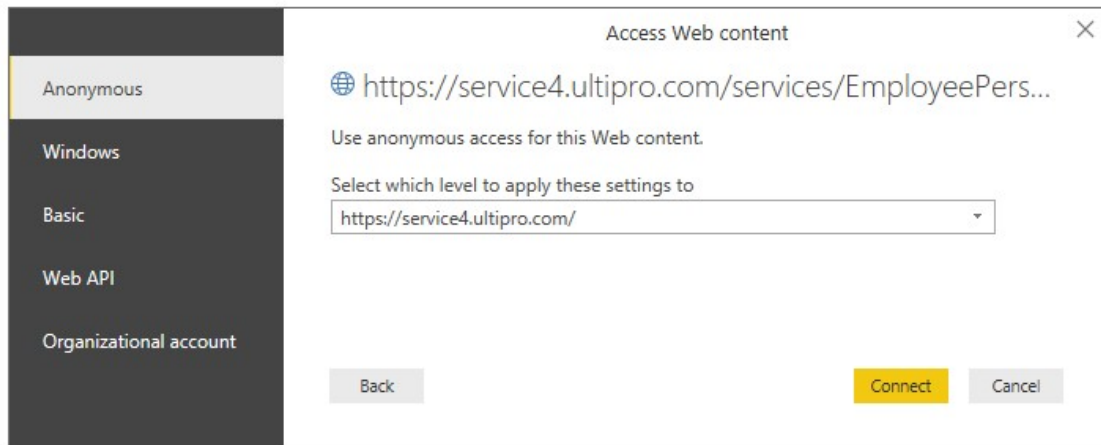 Access Web content
Anonymous
Windows
Basic
Web API
Organizational account
https://service4.ultipro.com/services/EmployeePers...
Use anonymous access for this Web content.
Select which level to apply these settings to
https://service4.ultipro.com/
Back
Connect
Cancel